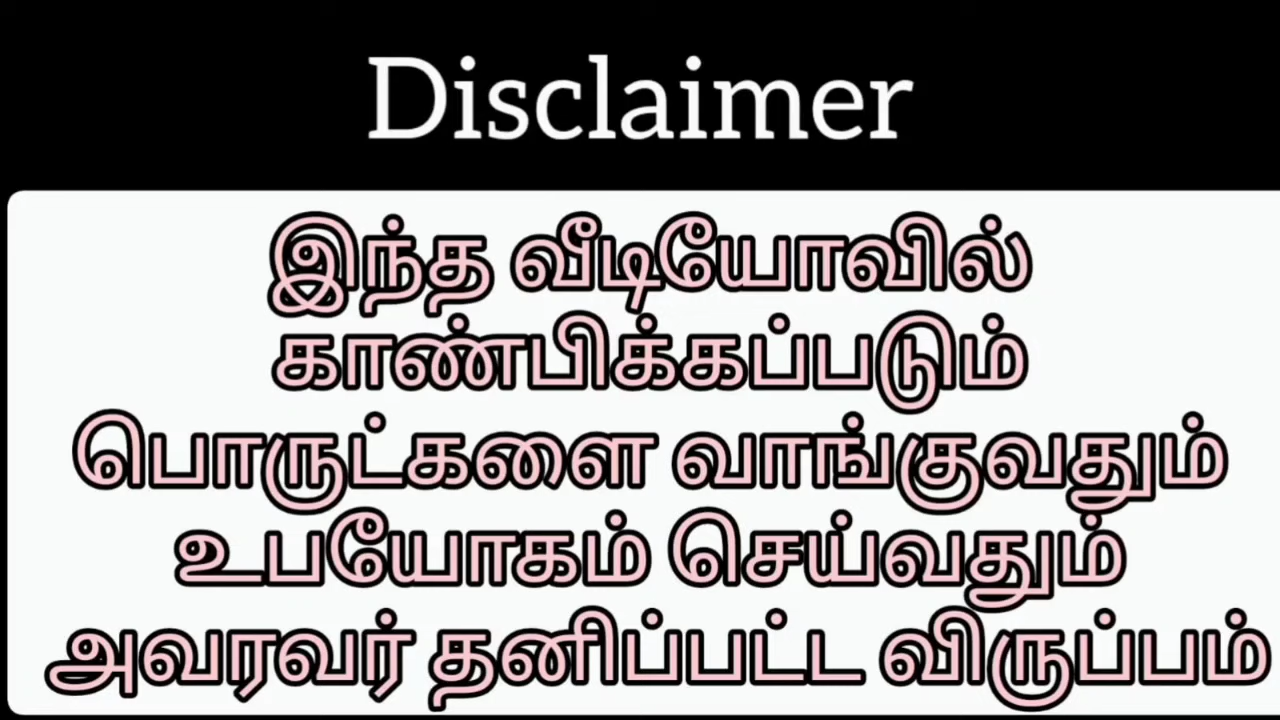 Disclaimer
இந்த வீடியோவில்
காண்பிக்கப்படும்
பொருட்களை வாங்குவதும்
உபயோகம் செய்வதும்
அவரவர் தனிப்பட்ட விருப்பம்